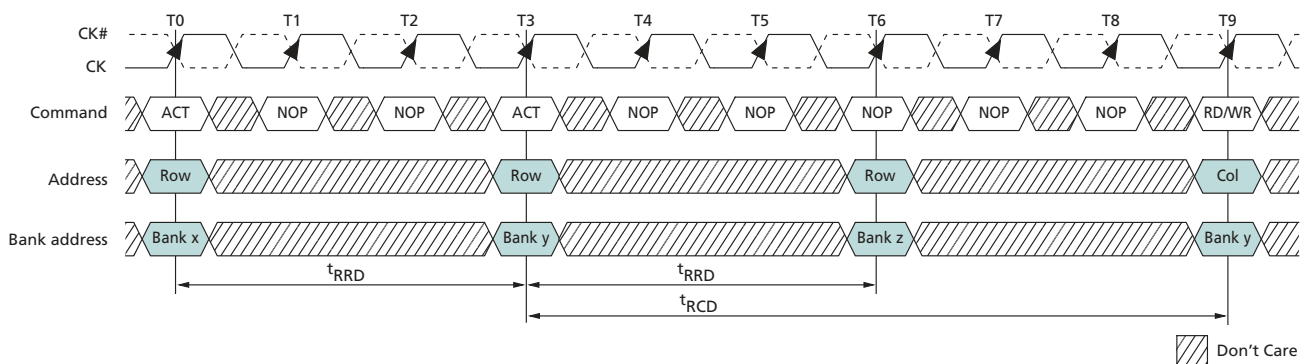 T0 T1 T2 T3 T4 T5 T6 T7 T8 T9
CK#
CK
Command ACT NOP NOP ACT NOP NOP NOP NOP NOP RD/WR
Address Row Row Row Col
Bank address Bank x Bank y Bank z Bank y
tRRD tRRD
tRCD
Don't Care